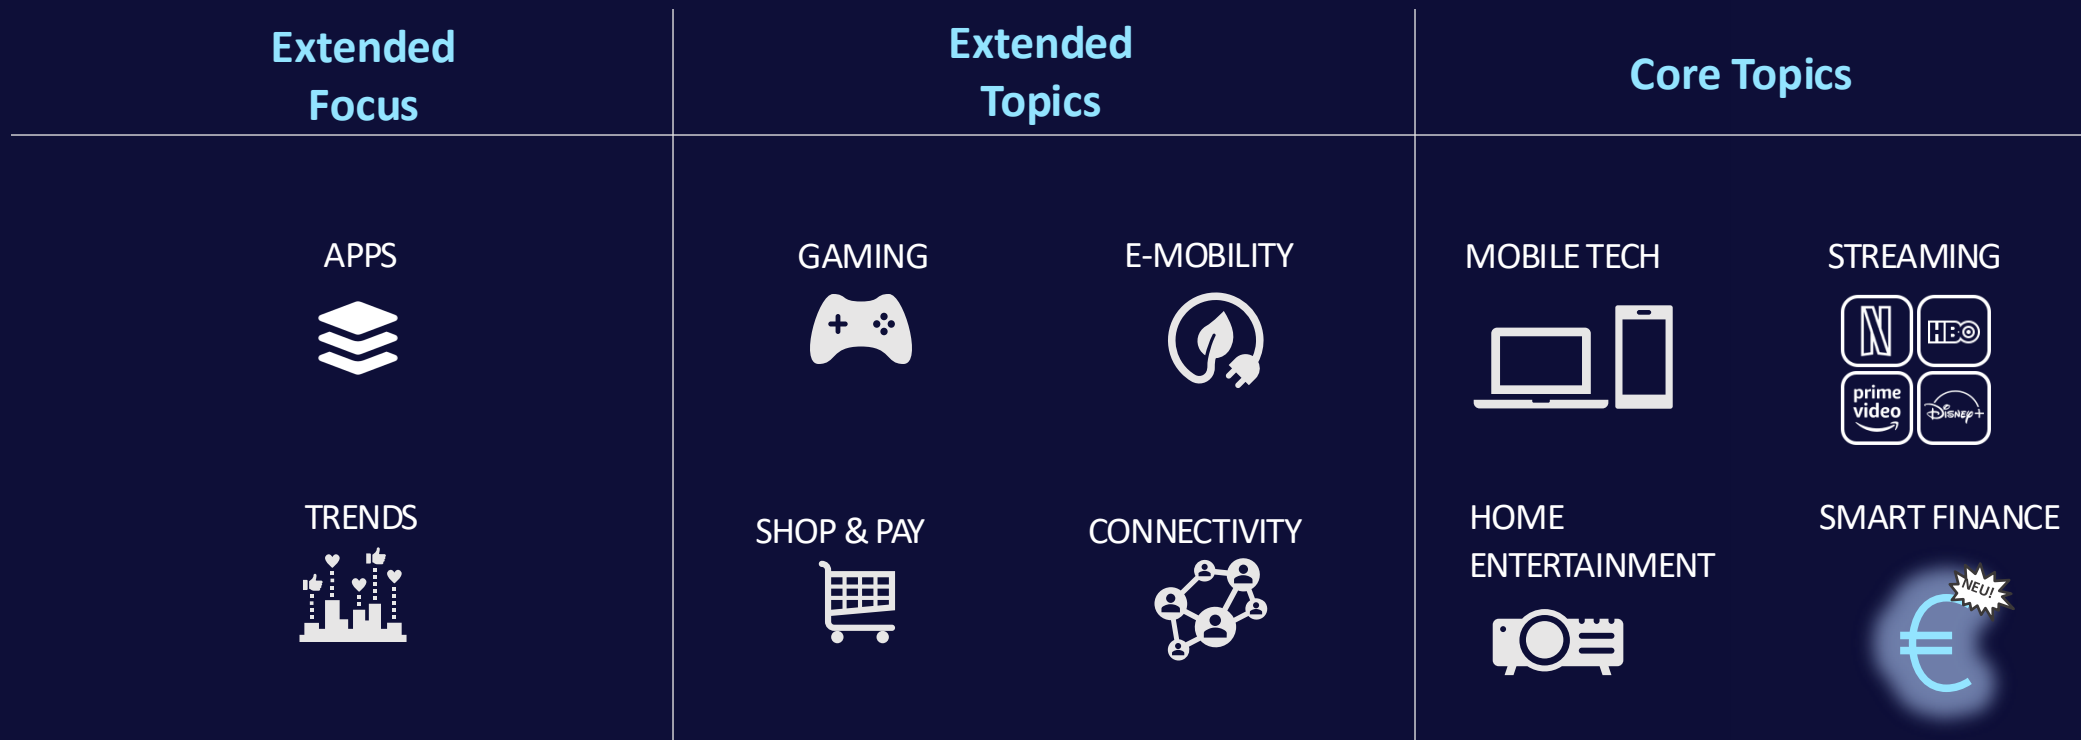 Extended
Focus
Extended
Topics
Core Topics
APPS
GAMING
E-MOBILITY
MOBILE TECH
STREAMING
N
HBO
prime
video
Disney+
TRENDS
SHOP & PAY
CONNECTIVITY
HOME
ENTERTAINMENT
SMART FINANCE
NEU!
€